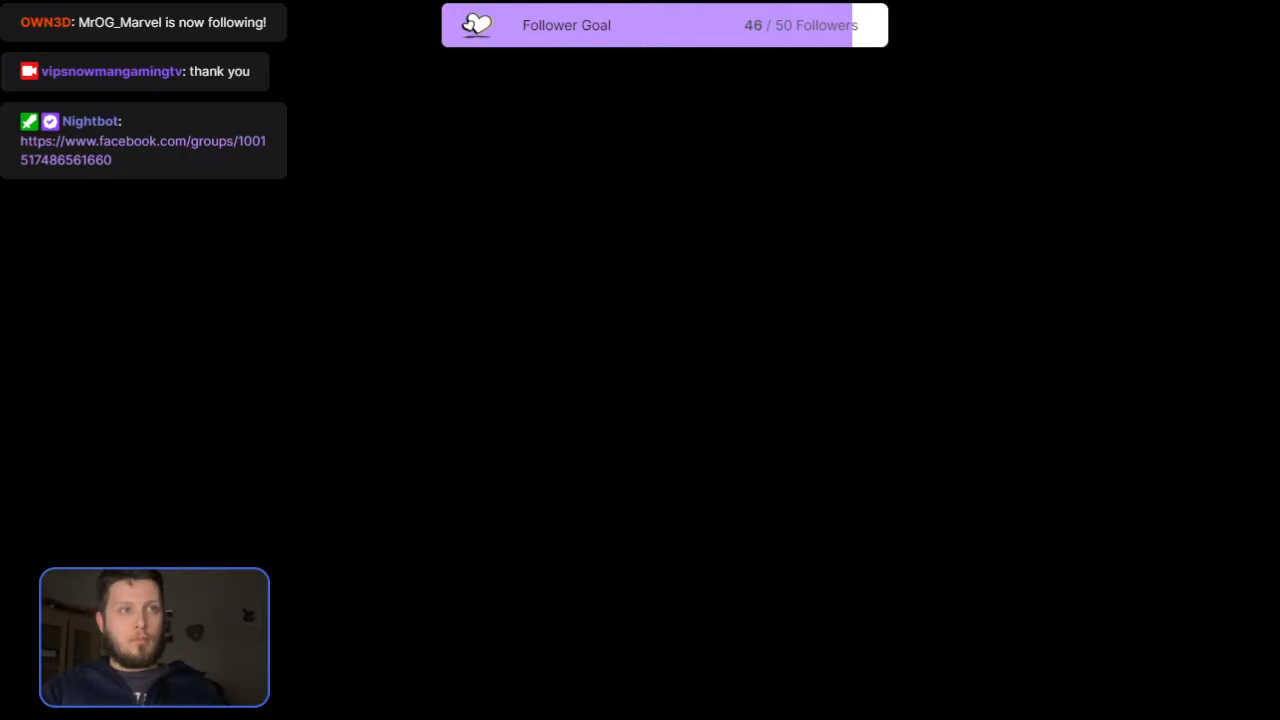 OWN3D: MrOG_Marvel is now following!
vipsnowmangamingtv: thank you
Nightbot:
https://www.facebook.com/groups/1001
517486561660
Follower Goal 46 / 50 Followers